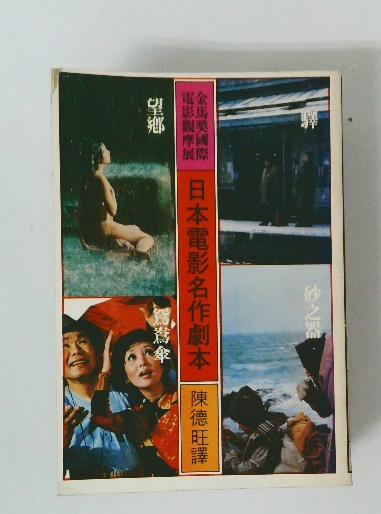 金馬奬國際
電影觀摩展
日本電影名作劇本
陳德旺譯
驛
望鄉
砂之器
鴛鴦傘